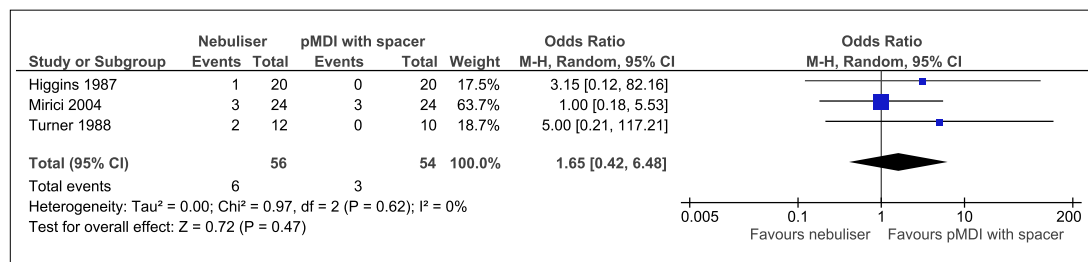 Nebuliser pMDI with spacer Odds Ratio Odds Ratio
Study or Subgroup Events Total Events Total Weight M-H, Random, 95% CI M-H, Random, 95% CI
Higgins 1987 1 20 0 20 17.5% 3.15 [0.12, 82.16]
Mirici 2004 3 24 3 24 63.7% 1.00 [0.18, 5.53]
Turner 1988 2 12 0 10 18.7% 5.00 [0.21, 117.21]
Total (95% CI) 56 54 100.0% 1.65 [0.42, 6.48]
Total events 6 3
Heterogeneity: Tau² = 0.00; Chi² = 0.97, df = 2 (P = 0.62); I² = 0%
Test for overall effect: Z = 0.72 (P = 0.47)
0.005 0.1 1 10 200
Favours nebuliser Favours pMDI with spacer